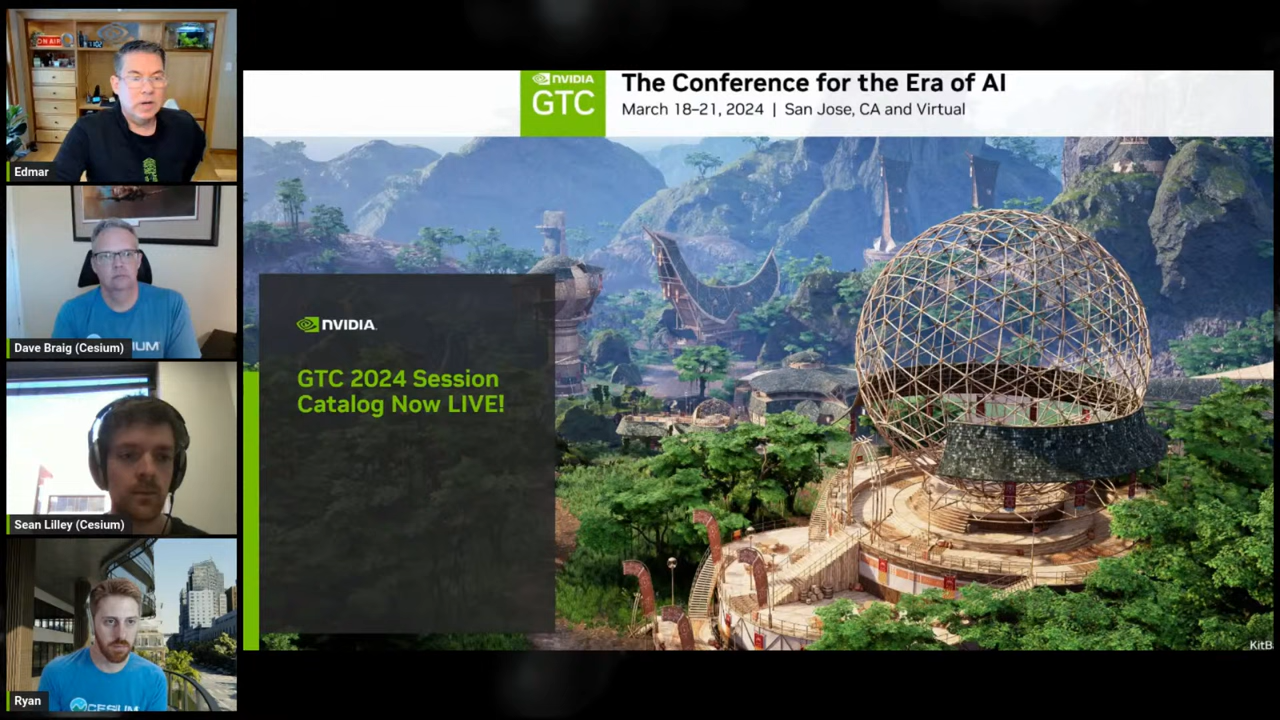 ON AIR
Edmar
Dave Braig (Cesium)
Sean Lilley (Cesium)
CESIUM
Ryan
NVIDIA
GTC
The Conference for the Era of AI
March 18–21, 2024 | San Jose, CA and Virtual
NVIDIA.
GTC 2024 Session
Catalog Now LIVE!
KitB